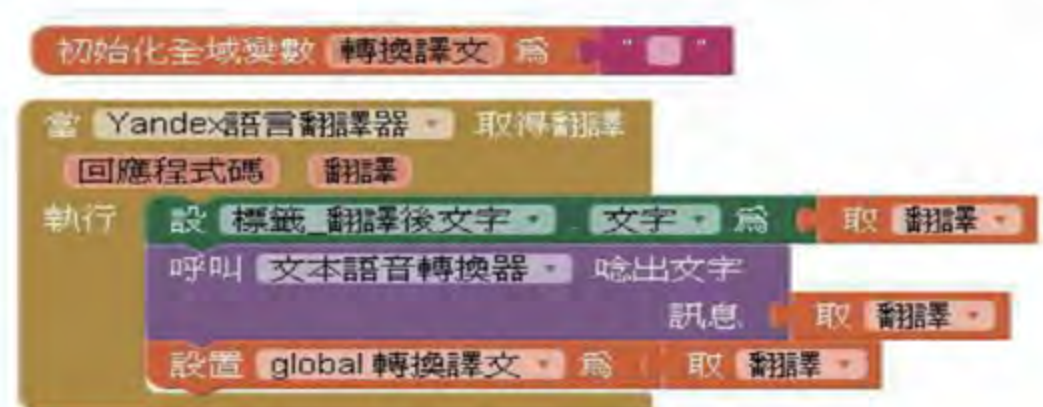 初始化全域變數 轉換譯文 為 " "
當 Yandex語言翻譯器 取得翻譯
回應程式碼 翻譯
執行 設 標籤_翻譯後文字 . 文字 為 取 翻譯
呼叫 文本語音轉換器 唸出文字
訊息 取 翻譯
設置 global 轉換譯文 為 取 翻譯